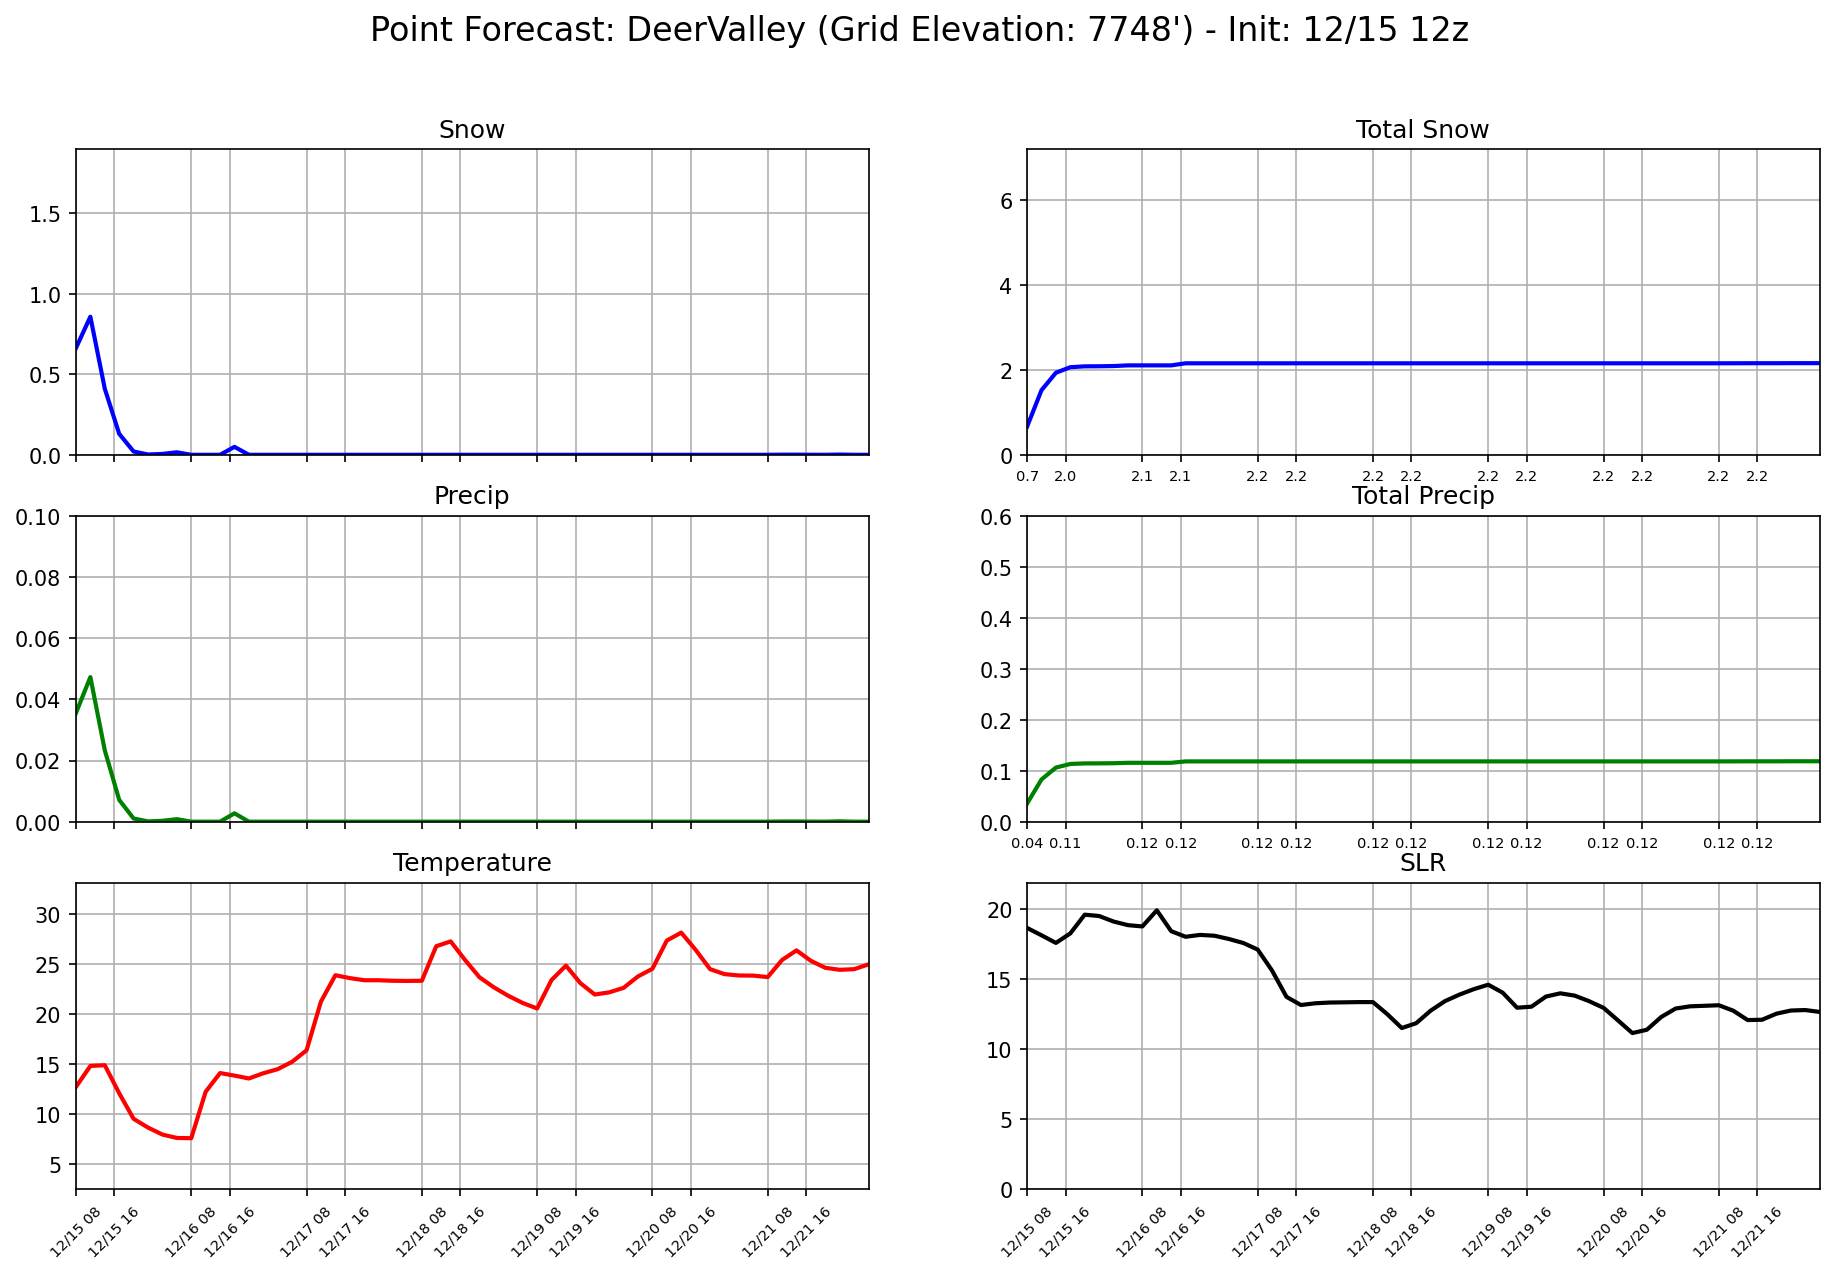 Point Forecast: DeerValley (Grid Elevation: 7748') - Init: 12/15 12z
Snow
1.5
1.0
0.5
0.0
Total Snow
6
4
2
0
0.7 2.0 2.1 2.1 2.2 2.2 2.2 2.2 2.2 2.2 2.2 2.2 2.2 2.2
Precip
0.10
0.08
0.06
0.04
0.02
0.00
Total Precip
0.6
0.5
0.4
0.3
0.2
0.1
0.0
0.04 0.11 0.12 0.12 0.12 0.12 0.12 0.12 0.12 0.12 0.12 0.12 0.12 0.12
Temperature
30
25
20
15
10
5
12/15 08 12/15 16 12/16 08 12/16 16 12/17 08 12/17 16 12/18 08 12/18 16 12/19 08 12/19 16 12/20 08 12/20 16 12/21 08 12/21 16
SLR
20
15
10
5
0
12/15 08 12/15 16 12/16 08 12/16 16 12/17 08 12/17 16 12/18 08 12/18 16 12/19 08 12/19 16 12/20 08 12/20 16 12/21 08 12/21 16